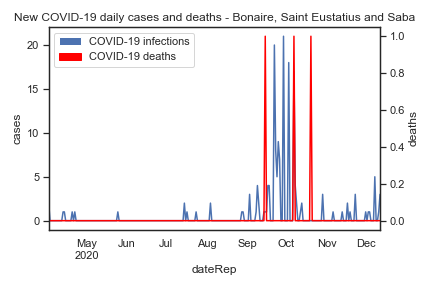 New COVID-19 daily cases and deaths - Bonaire, Saint Eustatius and Saba
COVID-19 infections
COVID-19 deaths
20
15
10
5
0
cases
1.0
0.8
0.6
0.4
0.2
0.0
deaths
May Jun Jul Aug Sep Oct Nov Dec
2020
dateRep